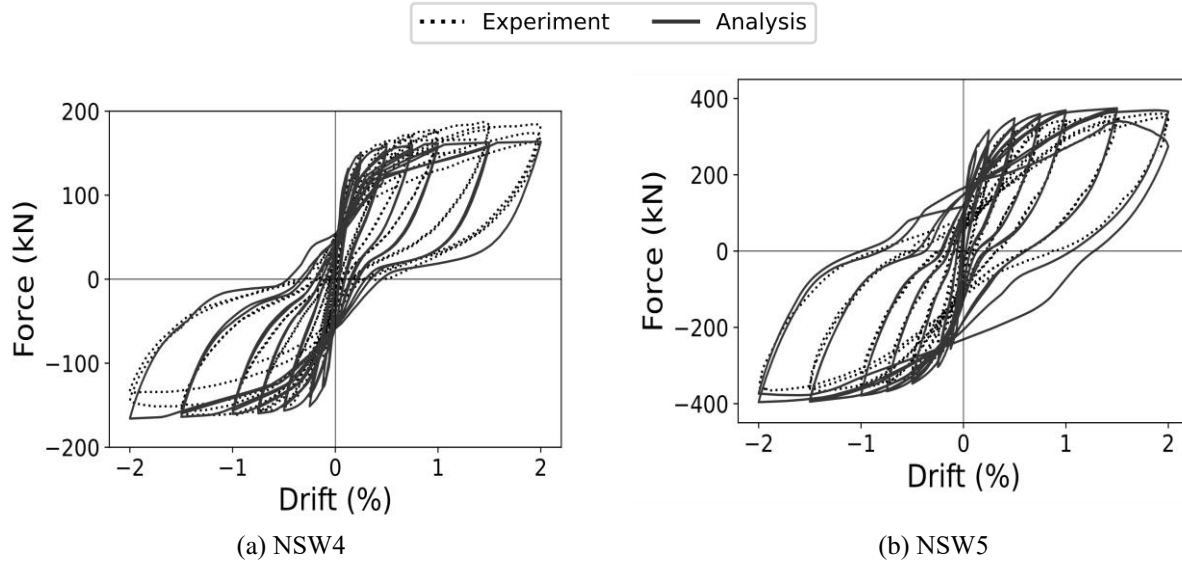 Experiment Analysis
200
100
0
−100
−200
Force (kN)
−2 −1 0 1 2
Drift (%)
(a) NSW4
400
200
0
−200
−400
Force (kN)
−2 −1 0 1 2
Drift (%)
(b) NSW5